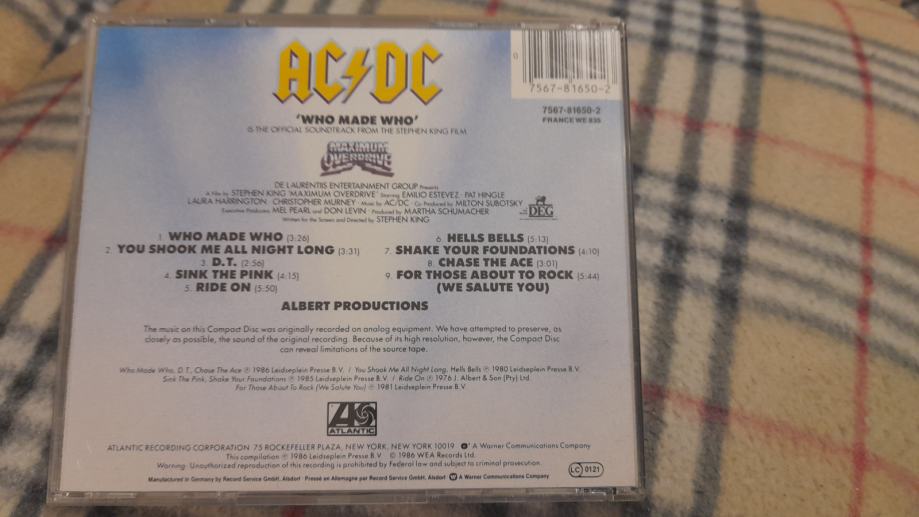 AC/DC
0
7567-81650-2
7567-81650-2
FRANCE WE 835
'WHO MADE WHO'
IS THE OFFICIAL SOUNDTRACK FROM THE STEPHEN KING FILM
MAXIMUM
OVERDRIVE
DE LAURENTIIS ENTERTAINMENT GROUP Presents
A Film by STEPHEN KING 'MAXIMUM OVERDRIVE' Starring EMILIO ESTEVEZ · PAT HINGLE
LAURA HARRINGTON · CHRISTOPHER MURNEY · Music by AC/DC · Co Produced by MILTON SUBOTSKY
Executive Producers MEL PEARL and DON LEVIN · Produced by MARTHA SCHUMACHER
Written for the Screen and Directed by STEPHEN KING
DEG
1. WHO MADE WHO (3:26)
2. YOU SHOOK ME ALL NIGHT LONG (3:31)
3. D.T. (2:56)
4. SINK THE PINK (4:15)
5. RIDE ON (5:50)
6. HELLS BELLS (5:13)
7. SHAKE YOUR FOUNDATIONS (4:10)
8. CHASE THE ACE (3:01)
9. FOR THOSE ABOUT TO ROCK (5:44)
(WE SALUTE YOU)
ALBERT PRODUCTIONS
The music on this Compact Disc was originally recorded on analog equipment. We have attempted to preserve, as
closely as possible, the sound of the original recording. Because of its high resolution, however, the Compact Disc
can reveal limitations of the source tape.
Who Made Who, D.T., Chase The Ace ℗ 1986 Leidseplein Presse B.V. / You Shook Me All Night Long, Hells Bells ℗ 1980 Leidseplein Presse B.V.
Sink The Pink, Shake Your Foundations ℗ 1985 Leidseplein Presse B.V. / Ride On ℗ 1976 J. Albert & Son (Pty) Ltd.
For Those About To Rock (We Salute You) ℗ 1981 Leidseplein Presse B.V.
ATLANTIC
ATLANTIC RECORDING CORPORATION 75 ROCKEFELLER PLAZA, NEW YORK, NEW YORK 10019 A Warner Communications Company
This compilation ℗ 1986 Leidseplein Presse B.V. © 1986 WEA Records Ltd.
Warning: Unauthorized reproduction of this recording is prohibited by Federal law and subject to criminal prosecution.
LC 0121
Manufactured in Germany by Record Service GmbH, Alsdorf · Pressé en Allemagne par Record Service GmbH, Alsdorf A Warner Communications Company